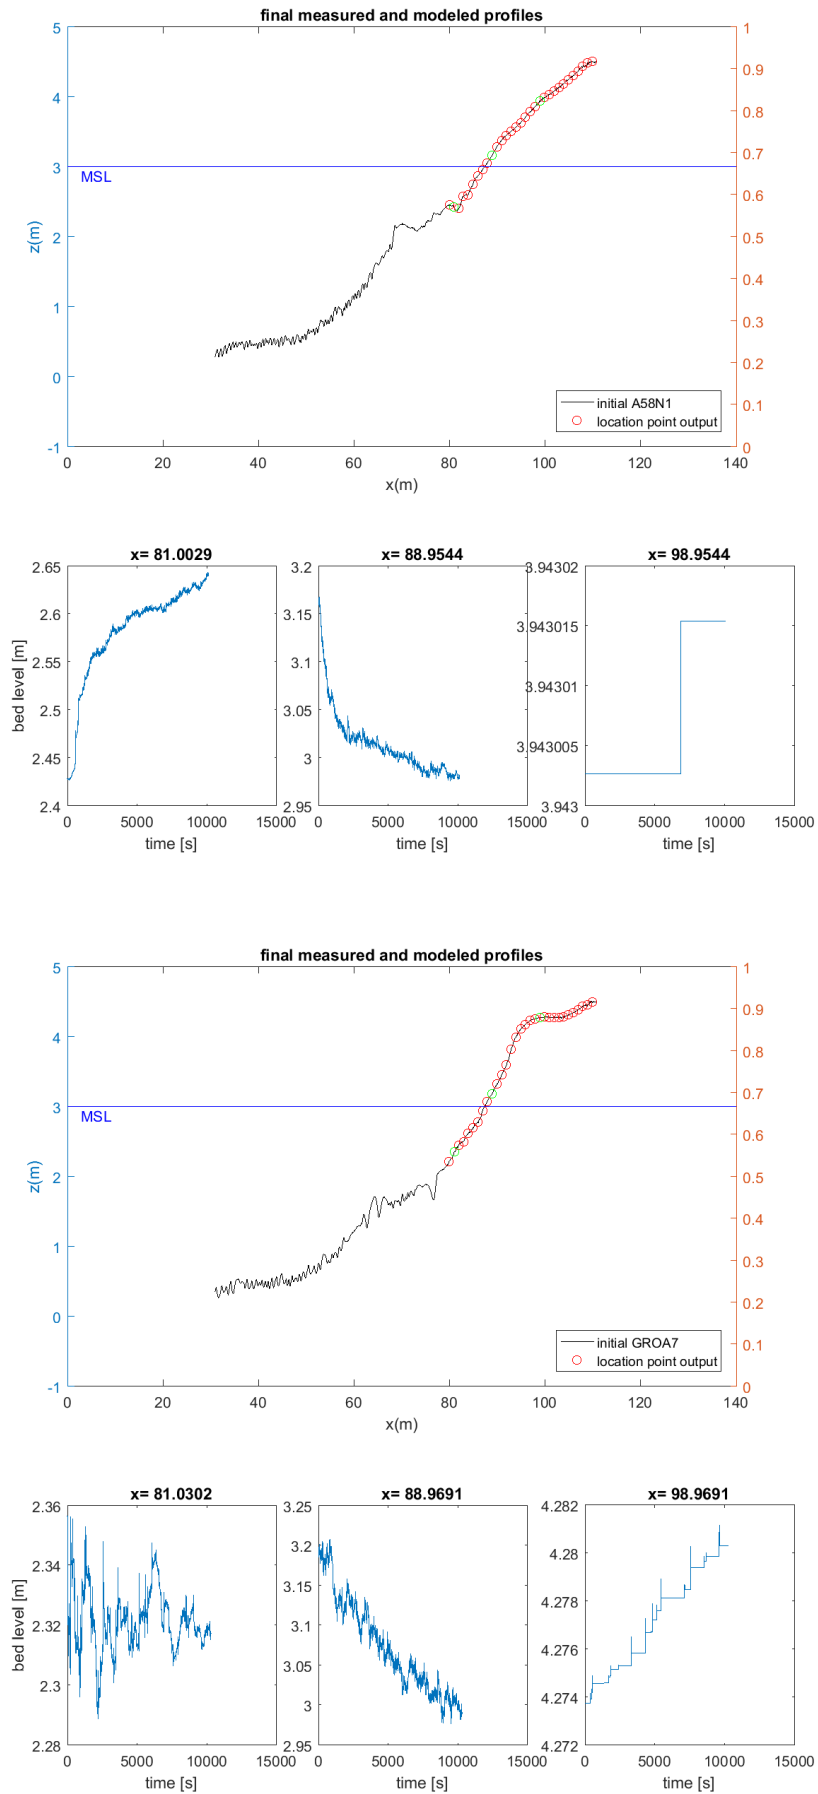 final measured and modeled profiles
5
4
3
2
1
0
-1
z(m)
MSL
1
0.9
0.8
0.7
0.6
0.5
0.4
0.3
0.2
0.1
0
initial A58N1
location point output
0 20 40 60 80 100 120 140
x(m)
x= 81.0029
2.65
2.6
2.55
2.5
2.45
2.4
bed level [m]
0 5000 10000 15000
time [s]
x= 88.9544
3.2
3.15
3.1
3.05
3
2.95
0 5000 10000 15000
time [s]
x= 98.9544
3.94302
3.943015
3.94301
3.943005
3.943
0 5000 10000 15000
time [s]
final measured and modeled profiles
5
4
3
2
1
0
-1
z(m)
MSL
1
0.9
0.8
0.7
0.6
0.5
0.4
0.3
0.2
0.1
0
initial GROA7
location point output
0 20 40 60 80 100 120 140
x(m)
x= 81.0302
2.36
2.34
2.32
2.3
2.28
bed level [m]
0 5000 10000 15000
time [s]
x= 88.9691
3.25
3.2
3.15
3.1
3.05
3
2.95
0 5000 10000 15000
time [s]
x= 98.9691
4.282
4.28
4.278
4.276
4.274
4.272
0 5000 10000 15000
time [s]